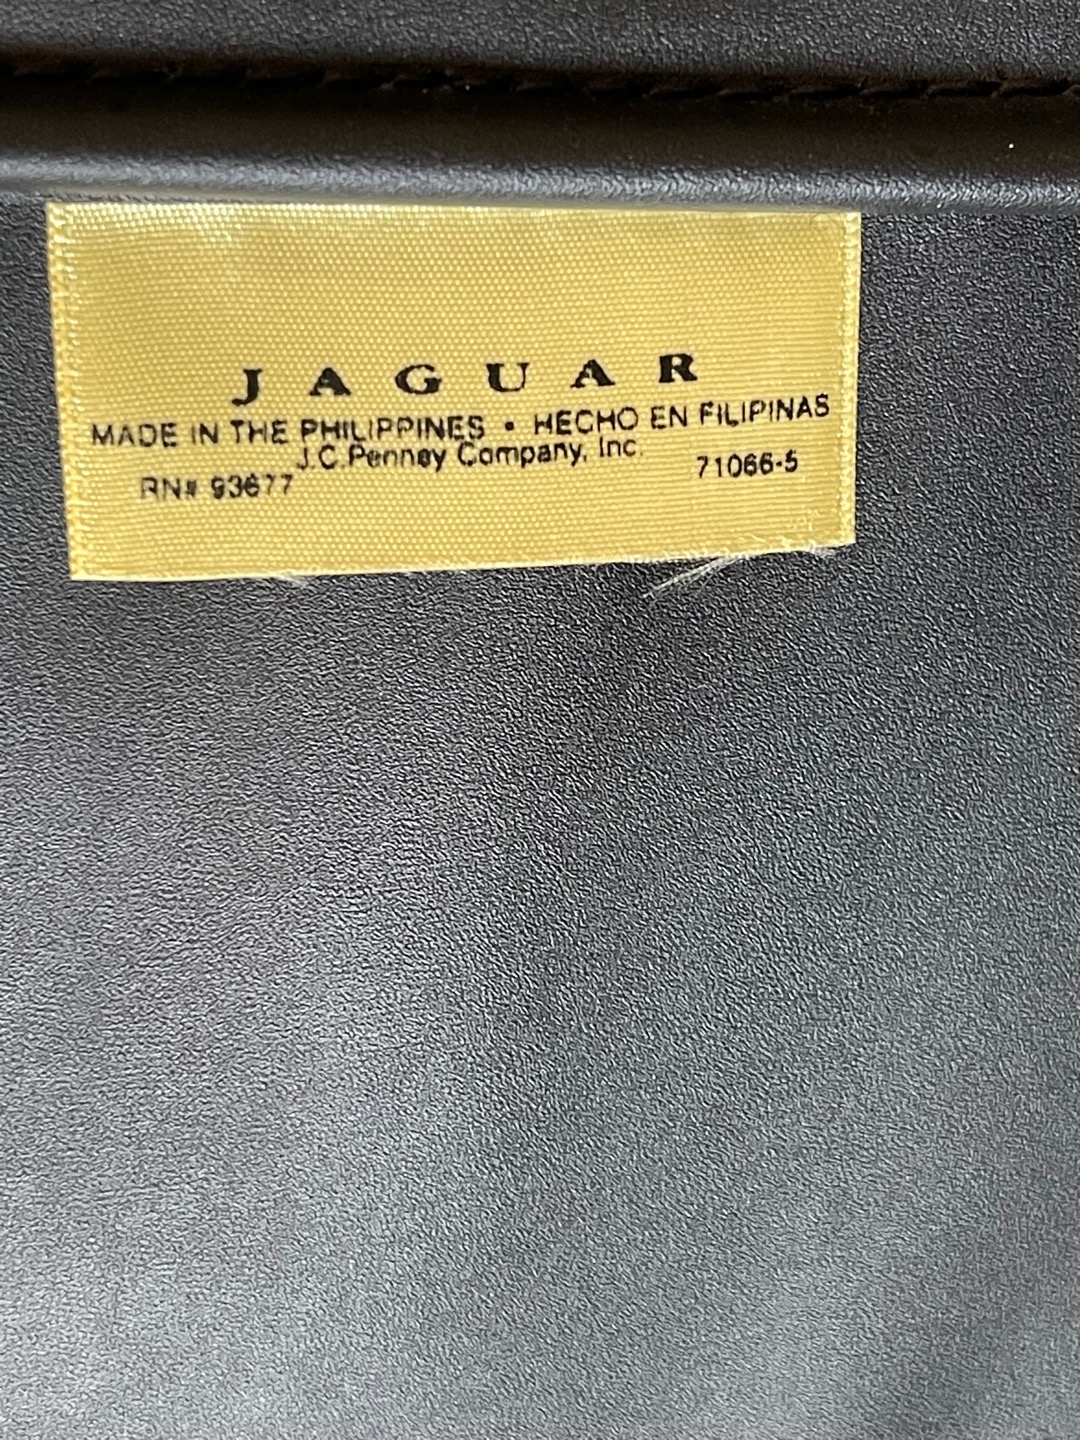 JAGUAR
MADE IN THE PHILIPPINES • HECHO EN FILIPINAS
J.C.Penney Company, Inc.
RN# 93677 71066-5